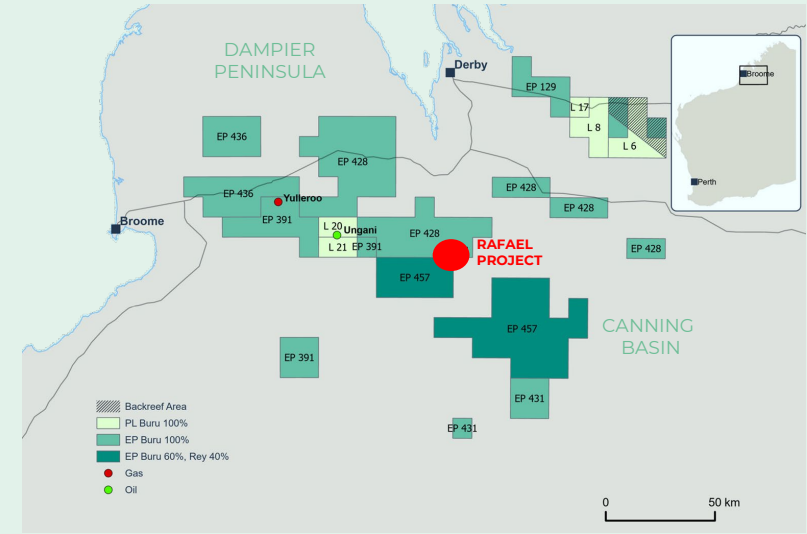 DAMPIER
PENINSULA
Derby
Broome
Perth
EP 129
L 17
L 8
L 6
EP 436
EP 428
EP 436
Yulleroo
EP 391
EP 428
EP 428
Broome
L 20
Ungani
L 21
EP 391
EP 428
EP 428
RAFAEL
PROJECT
EP 457
EP 457
CANNING
BASIN
EP 391
EP 431
EP 431
Backreef Area
PL Buru 100%
EP Buru 100%
EP Buru 60%, Rey 40%
Gas
Oil
0
50 km